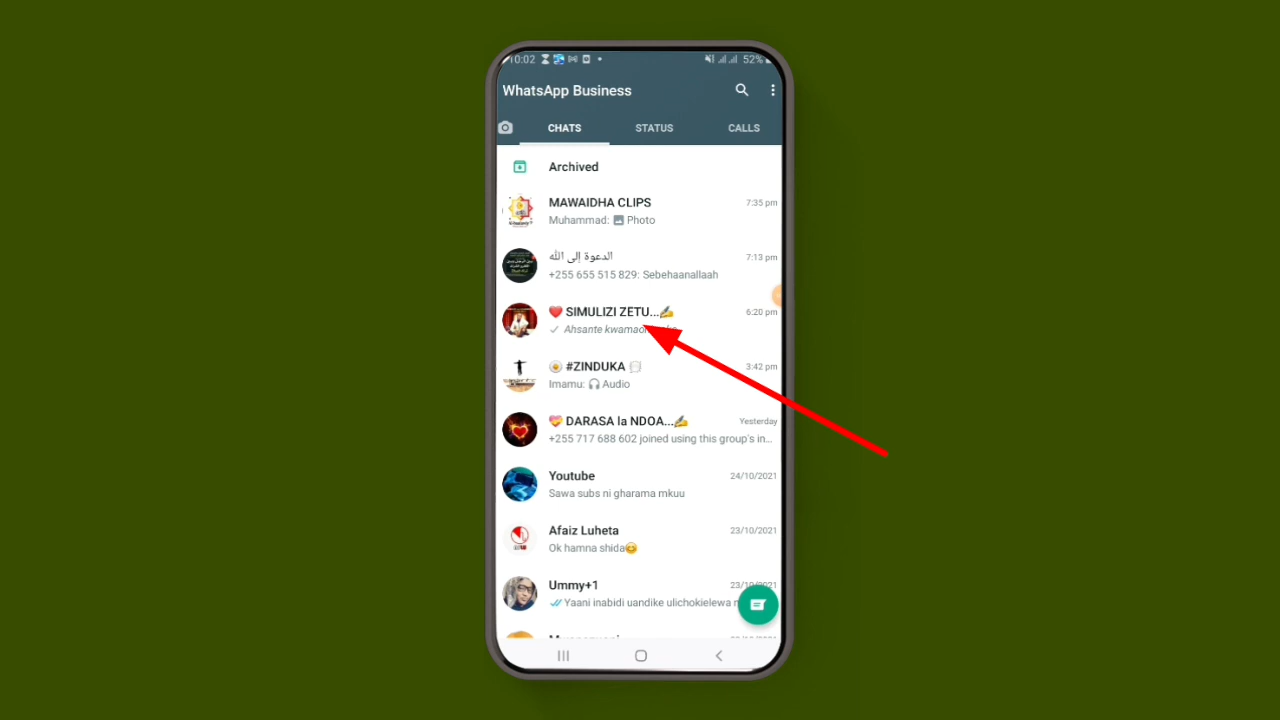 10:02 52%
WhatsApp Business
CHATS STATUS CALLS
Archived
MAWAIDHA CLIPS 7:35 pm
Muhammad: Photo
الدعوة إلى الله 7:13 pm
+255 655 515 829: Sebehaanallaah
❤️ SIMULIZI ZETU...✍️ 6:20 pm
Ahsante
#ZINDUKA 3:42 pm
Imamu: 🎧 Audio
💝 DARASA la NDOA...✍️ Yesterday
+255 717 688 602 joined using this group's in...
Youtube 24/10/2021
Sawa subs ni gharama mkuu
Afaiz Luheta 23/10/2021
Ok hamna shida😊
Ummy+1 23/10/2021
Yaani inabidi uandike ulichokielewa